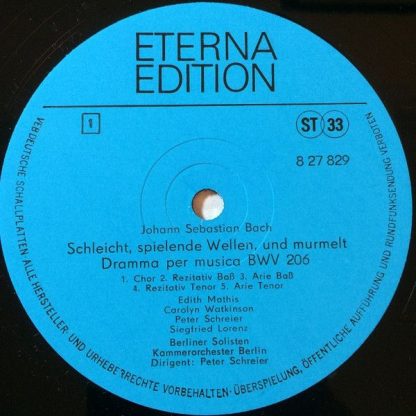 ETERNA
EDITION
1
ST 33
8 27 829
Johann Sebastian Bach
Schleicht, spielende Wellen, und murmelt
Dramma per musica BWV 206
1. Chor 2. Rezitativ Baß 3. Arie Baß
4. Rezitativ Tenor 5. Arie Tenor
Edith Mathis
Carolyn Watkinson
Peter Schreier
Siegfried Lorenz
Berliner Solisten
Kammerorchester Berlin
Dirigent: Peter Schreier
VEB DEUTSCHE SCHALLPLATTEN ALLE HERSTELLER- UND URHEBERRECHTE VORBEHALTEN· ÜBERSPIELUNG, ÖFFENTLICHE AUFFÜHRUNG UND RUNDFUNKSENDUNG VERBOTEN